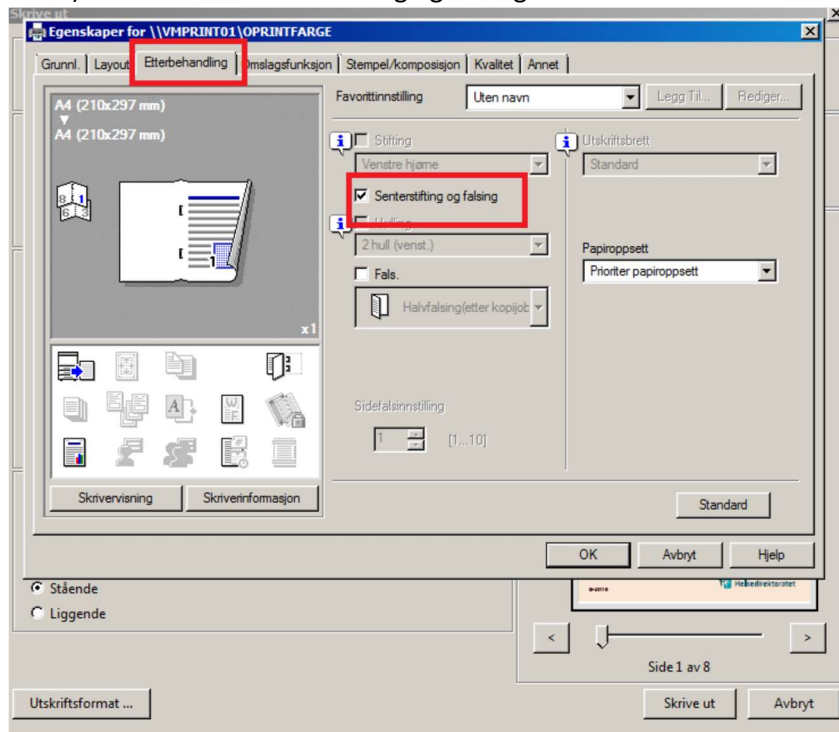 Skrive ut
Egenskaper for \\VMPRINT01\OPRINTFARGE
Grunnl. Layout Etterbehandling Omslagsfunksjon Stempel/komposisjon Kvalitet Annet
A4 (210x297 mm)
A4 (210x297 mm)
x1
Skrivervisning Skriverinformasjon
Favorittinnstilling Uten navn Legg Til... Rediger...
Stifting
Venstre hjørne
Senterstifting og falsing
2 hull (venst.)
Fals.
Halvfalsing(etter kopijob
Sidefalsinnstilling
1 [1...10]
Utskriftsbrett
Standard
Papiroppsett
Prioriter papiroppsett
Standard
OK Avbryt Hjelp
Stående
Liggende
Helsedirektoratet
< >
Side 1 av 8
Utskriftsformat ... Skrive ut Avbryt